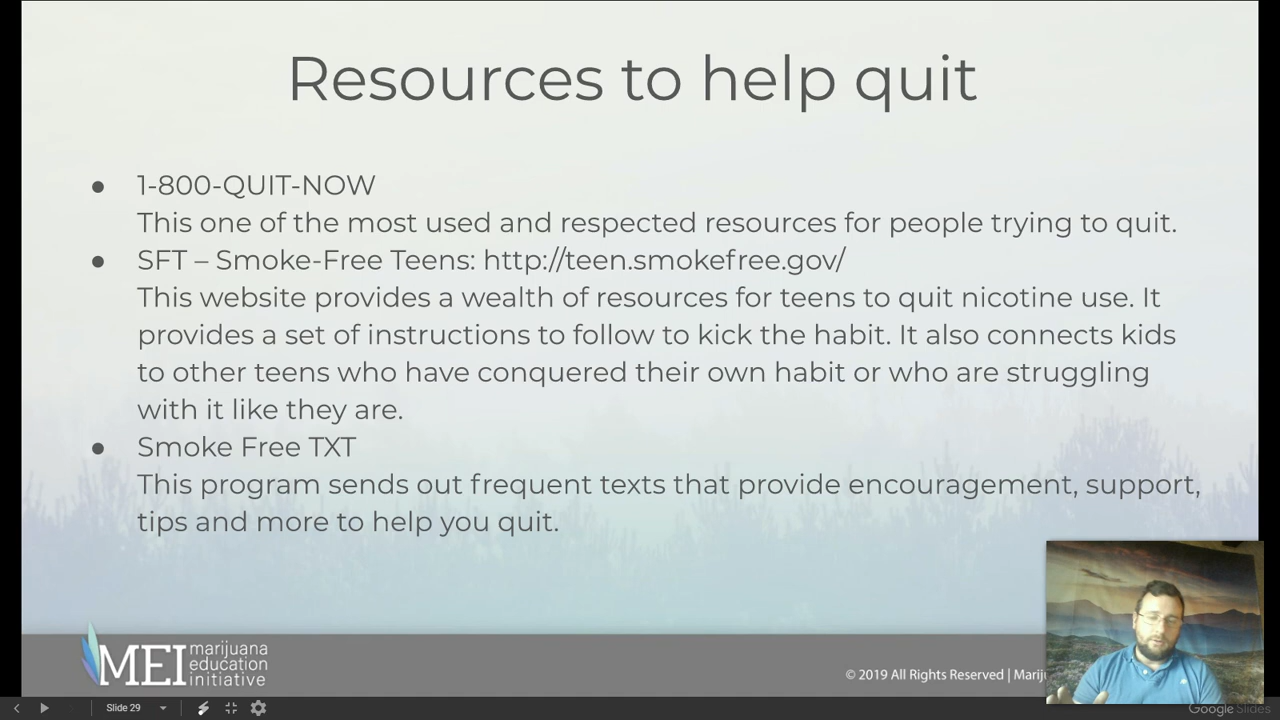 Resources to help quit
● 1-800-QUIT-NOW
This one of the most used and respected resources for people trying to quit.
● SFT – Smoke-Free Teens: http://teen.smokefree.gov/
This website provides a wealth of resources for teens to quit nicotine use. It
provides a set of instructions to follow to kick the habit. It also connects kids
to other teens who have conquered their own habit or who are struggling
with it like they are.
● Smoke Free TXT
This program sends out frequent texts that provide encouragement, support,
tips and more to help you quit.
MEI marijuana
education
initiative
© 2019 All Rights Reserved |
Slide 29
Google Slides